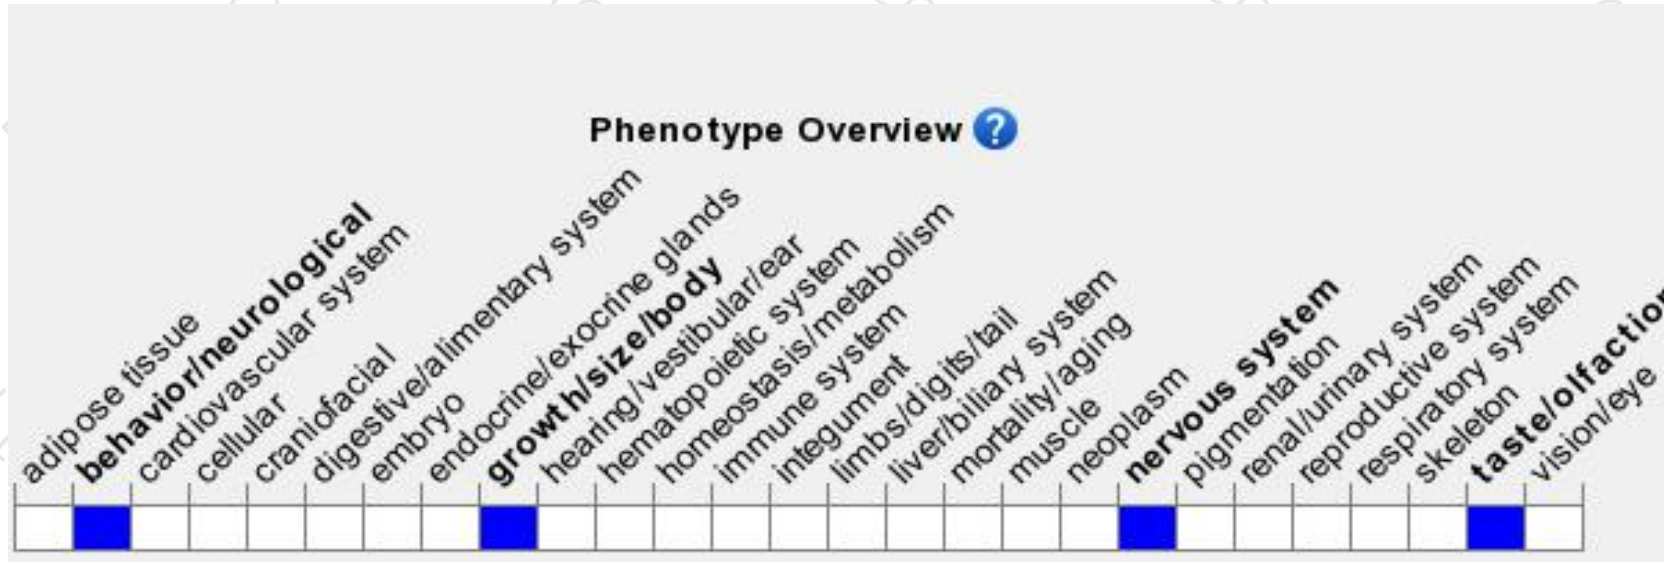 Phenotype Overview ?
adipose tissue
behavior/neurological
cardiovascular system
cellular
craniofacial
digestive/alimentary system
embryo
endocrine/exocrine glands
growth/size/body
hearing/vestibular/ear
hematopoietic system
homeostasis/metabolism
immune system
integument
limbs/digits/tail
liver/biliary system
mortality/aging
muscle
neoplasm
nervous system
pigmentation
renal/urinary system
reproductive system
respiratory system
skeleton
taste/olfaction
vision/eye